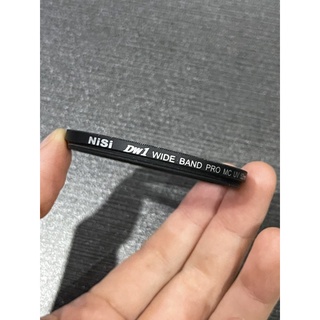 NiSi DW1 WIDE BAND PRO MC UV